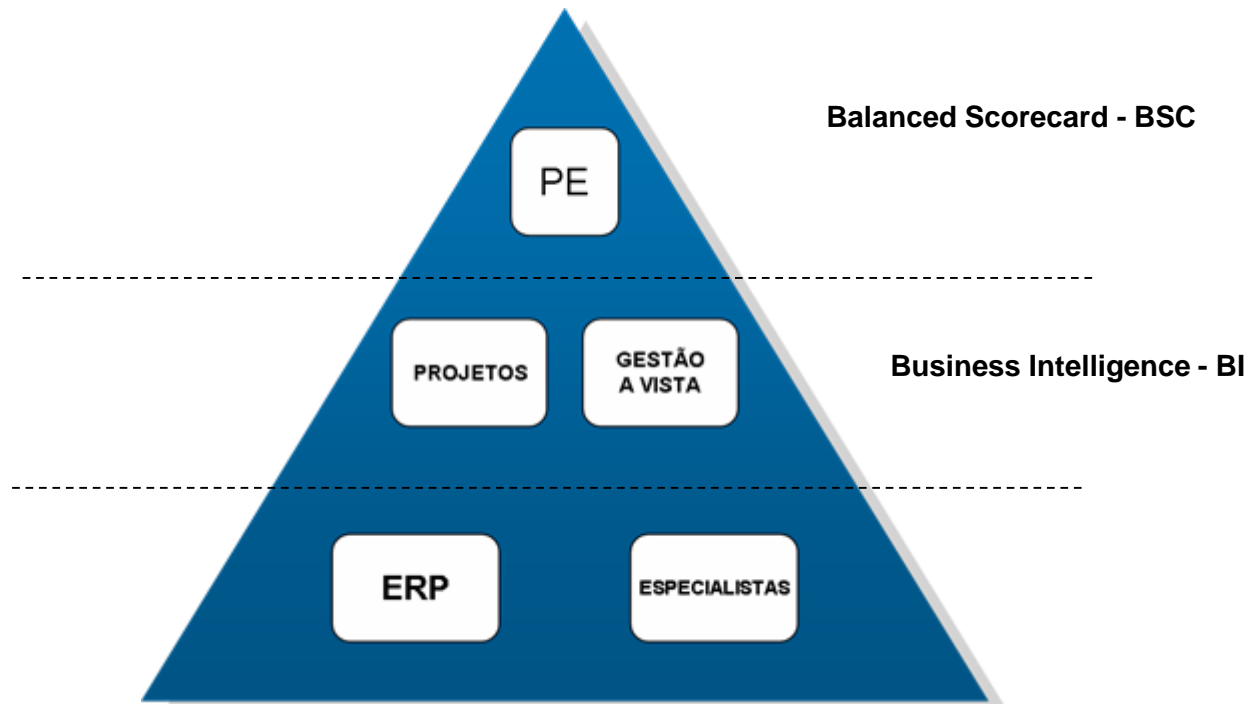 Balanced Scorecard - BSC
PE
PROJETOS
GESTÃO
A VISTA
Business Intelligence - BI
ERP
ESPECIALISTAS